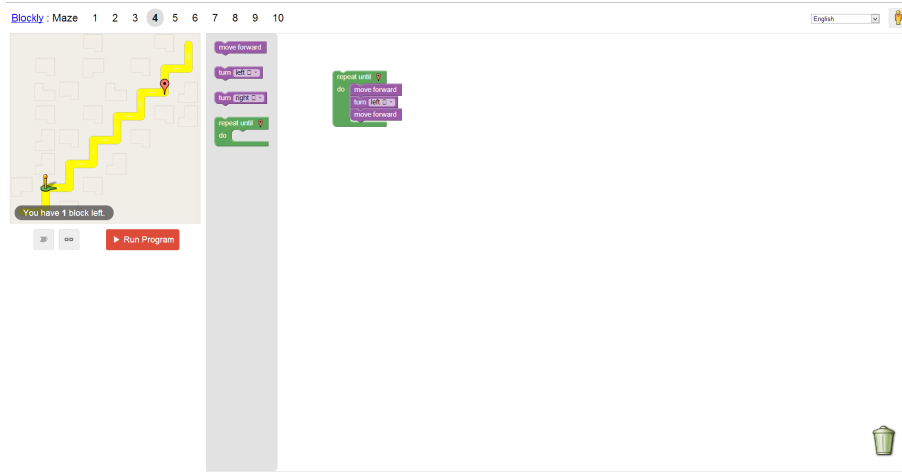 Blockly : Maze 1 2 3 4 5 6 7 8 9 10
English
You have 1 block left.
Run Program
move forward
turn left
turn right
repeat until
do
repeat until
do move forward
turn left
move forward